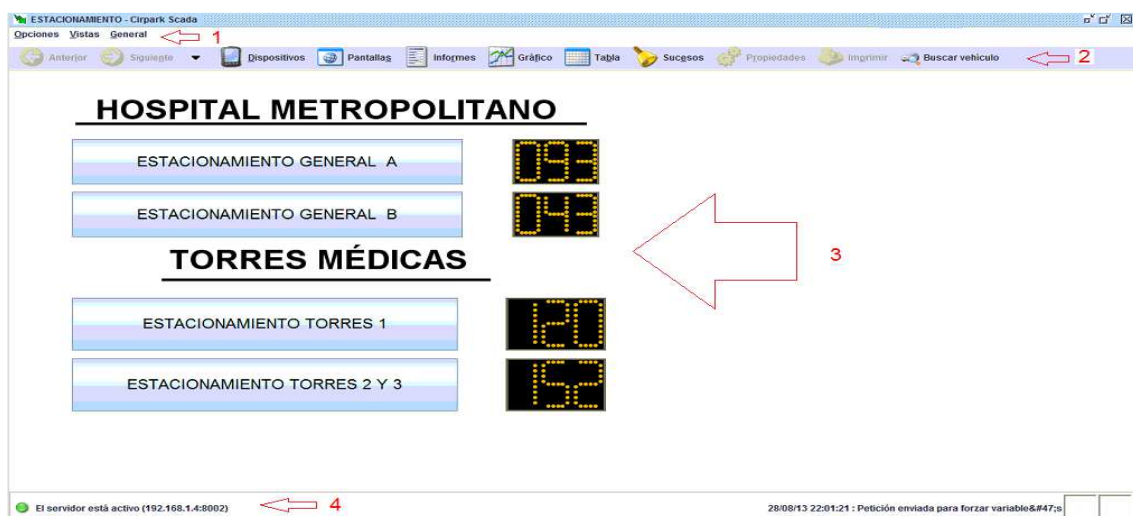 ESTACIONAMIENTO - Cirpark Scada
Opciones Vistas General 1
Anterior Siguiente Dispositivos Pantallas Informes Gráfico Tabla Sucesos Propiedades Imprimir Buscar vehiculo 2
HOSPITAL METROPOLITANO
ESTACIONAMIENTO GENERAL A 093
ESTACIONAMIENTO GENERAL B 043
3
TORRES MÉDICAS
ESTACIONAMIENTO TORRES 1 120
ESTACIONAMIENTO TORRES 2 Y 3 152
El servidor está activo (192.168.1.4:8002) 4 28/08/13 22:01:21 : Petición enviada para forzar variable&#47;s